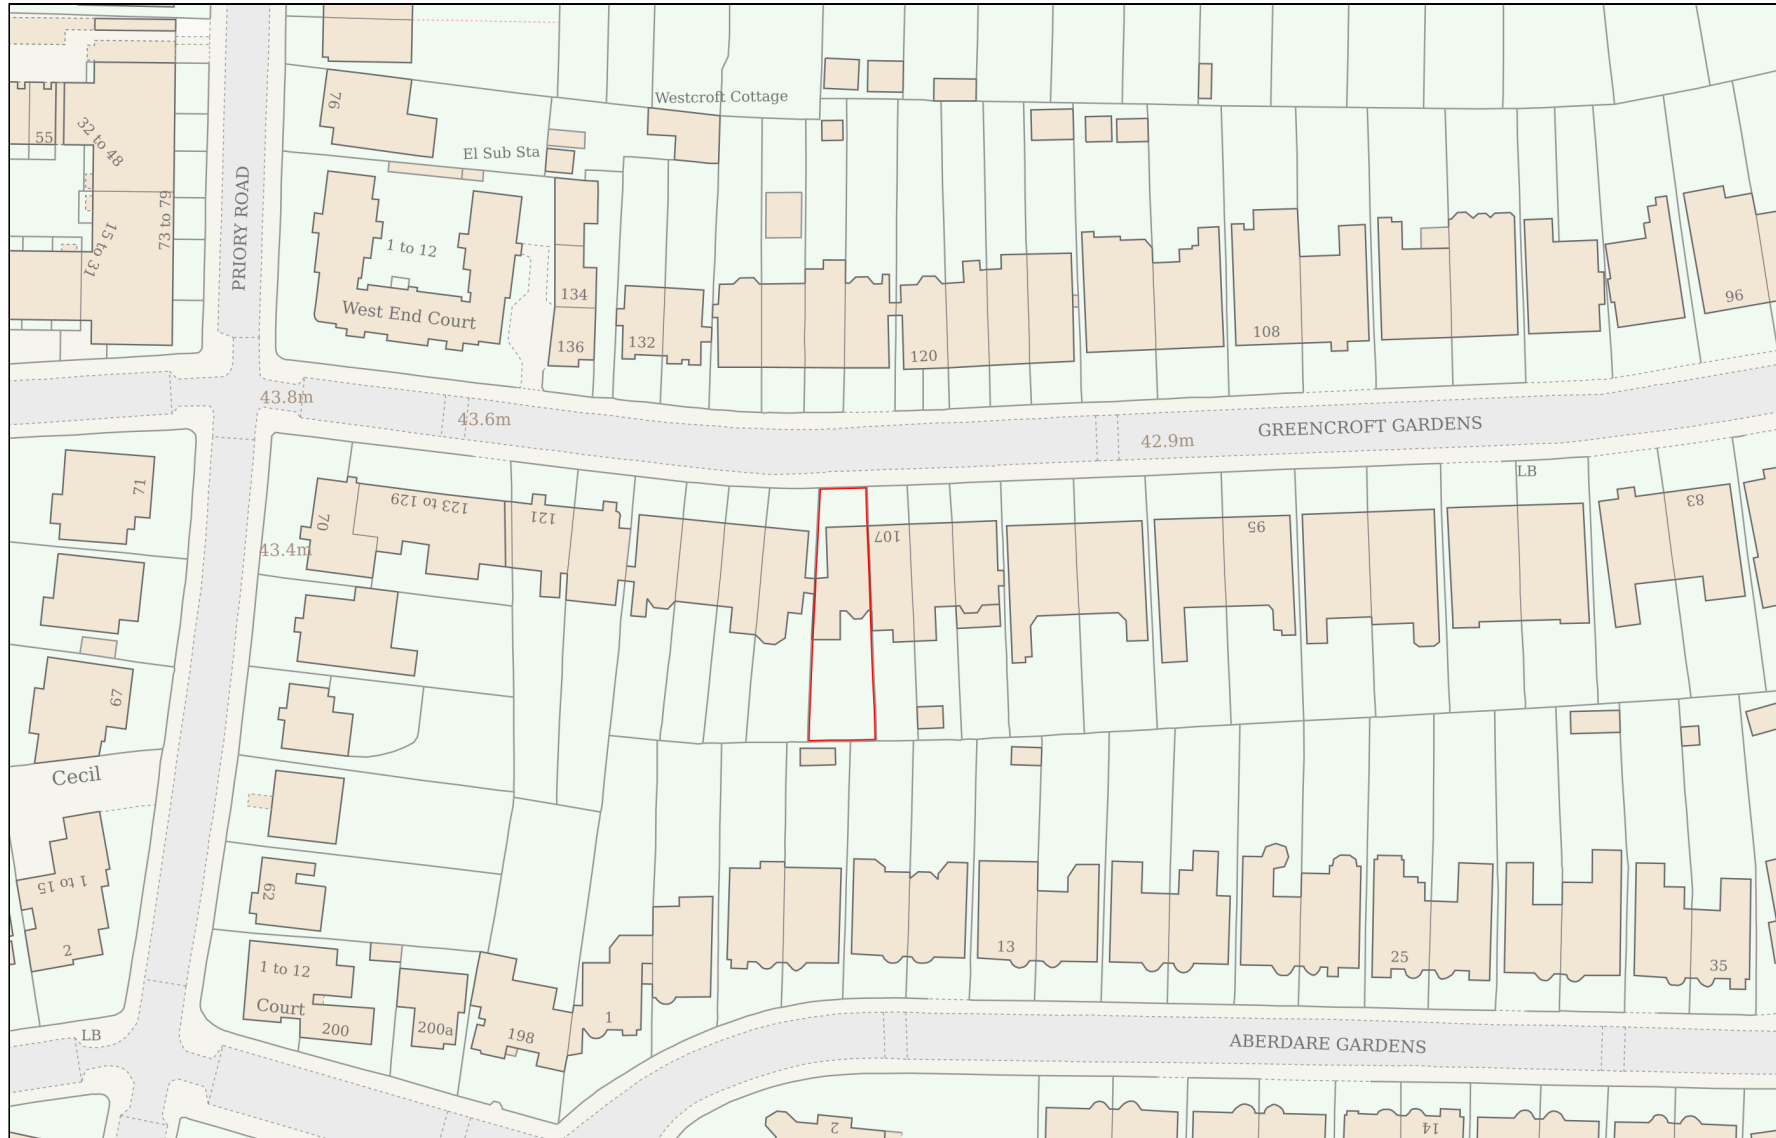 76
Westcroft Cottage
55
32 to 48
El Sub Sta
PRIORY ROAD
73 to 79
15 to 31
1 to 12
West End Court
134
136
132
120
108
96
43.8m
43.6m
42.9m
GREENCROFT GARDENS
LB
71
70
123 to 129
121
107
95
83
43.4m
67
Cecil
1 to 15
2
62
1 to 12
Court
200
200a
198
1
13
25
35
LB
ABERDARE GARDENS
2
14